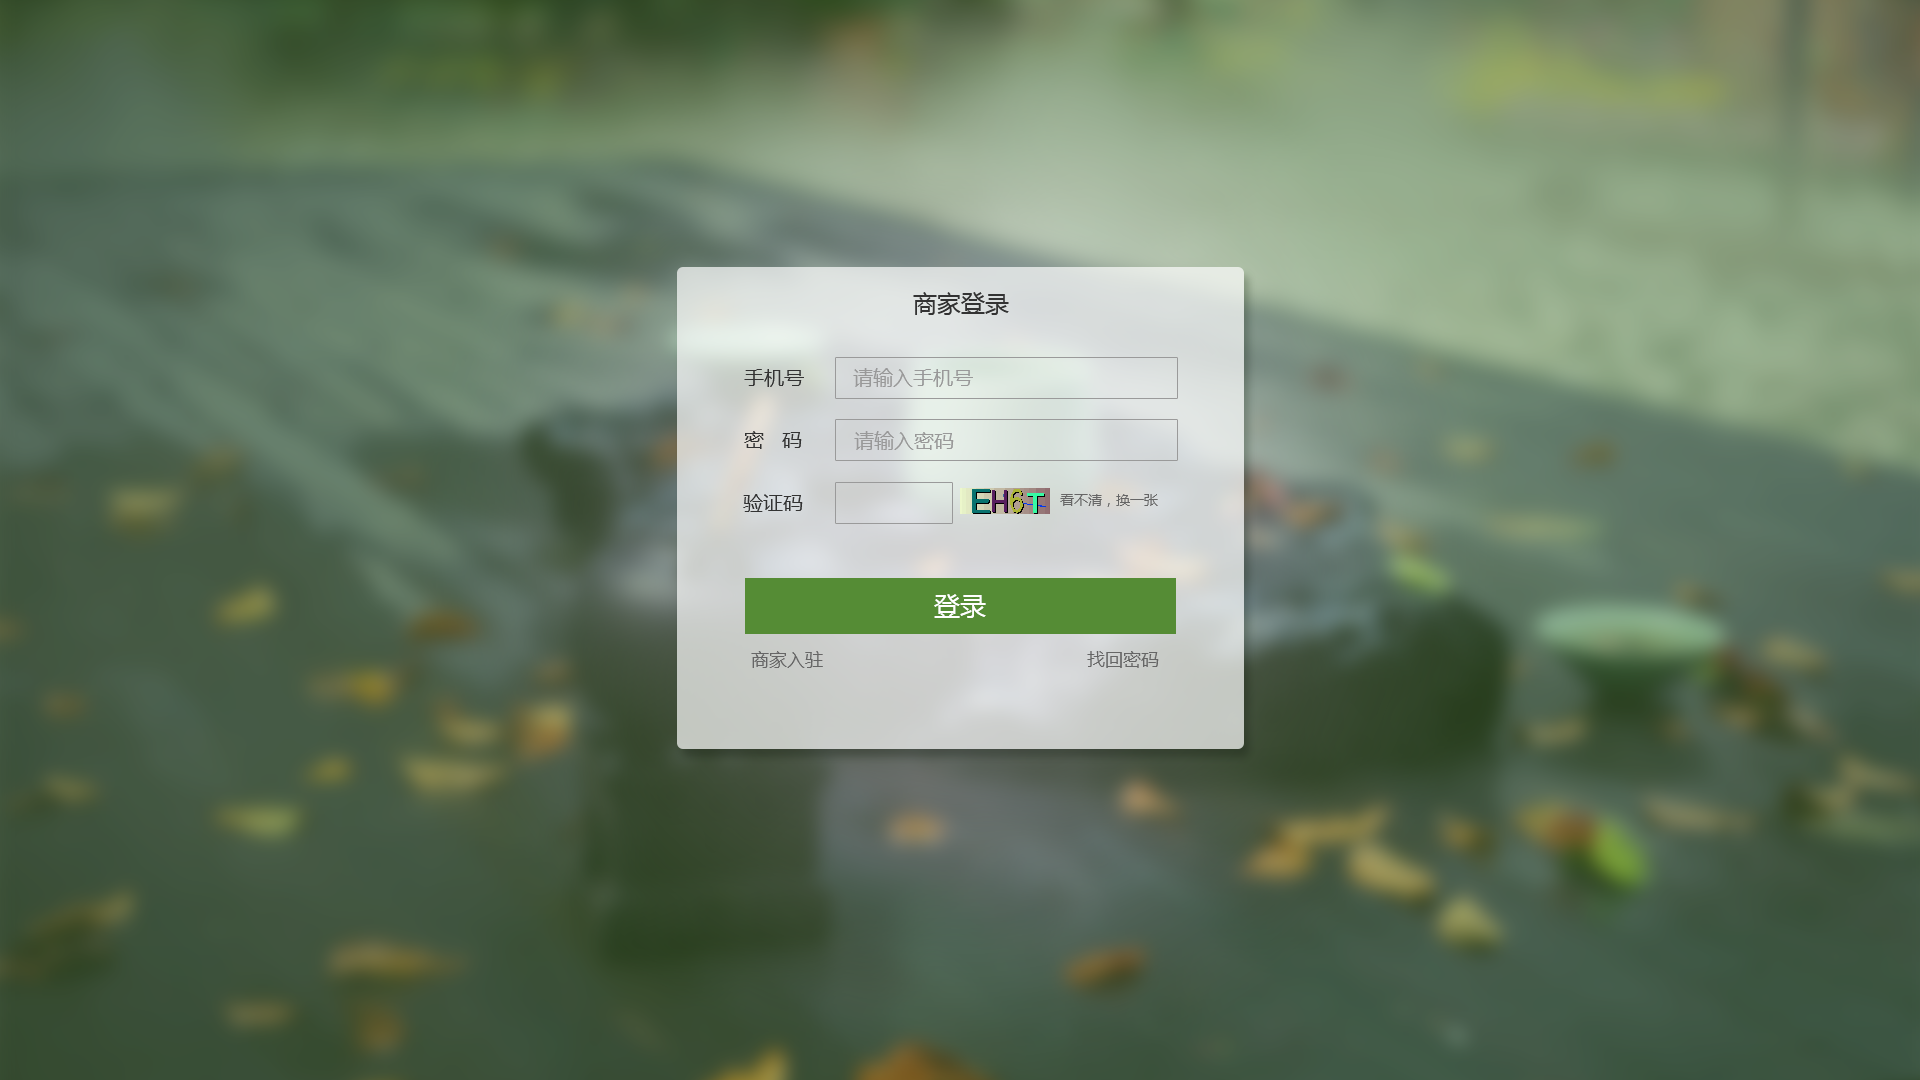 商家登录
手机号 请输入手机号
密 码 请输入密码
验证码 EH6T 看不清，换一张
登录
商家入驻 找回密码